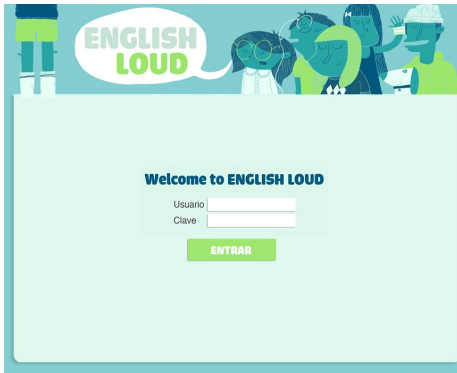 ENGLISH
LOUD
Welcome to ENGLISH LOUD
Usuario
Clave
ENTRAR